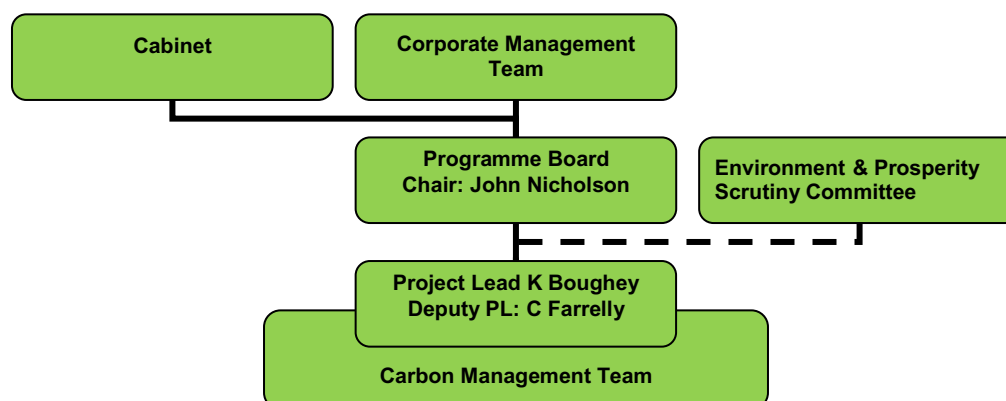 Cabinet
Corporate Management
Team
Programme Board
Chair: John Nicholson
Environment & Prosperity
Scrutiny Committee
Project Lead K Boughey
Deputy PL: C Farrelly
Carbon Management Team